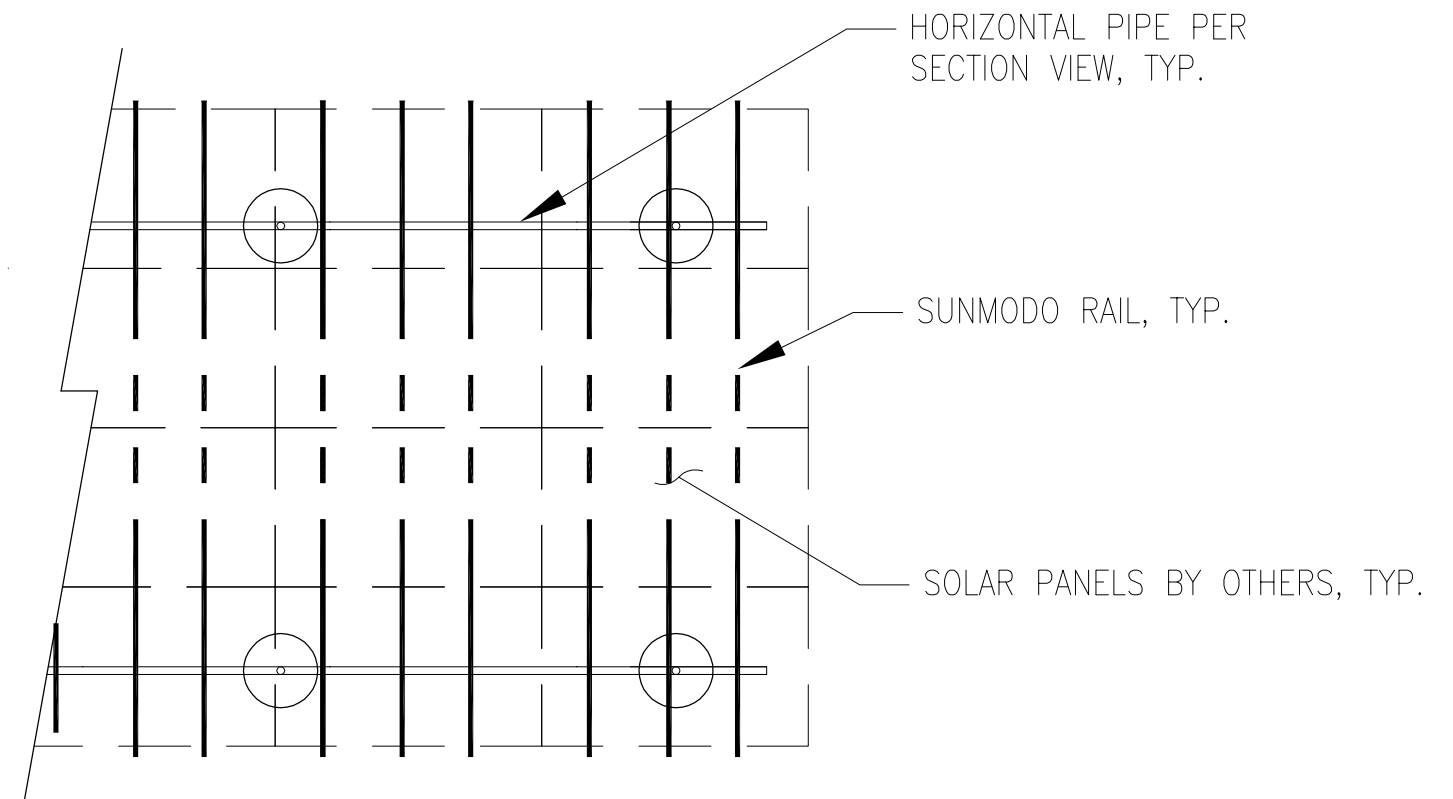 HORIZONTAL PIPE PER
SECTION VIEW, TYP.
SUNMODO RAIL, TYP.
SOLAR PANELS BY OTHERS, TYP.